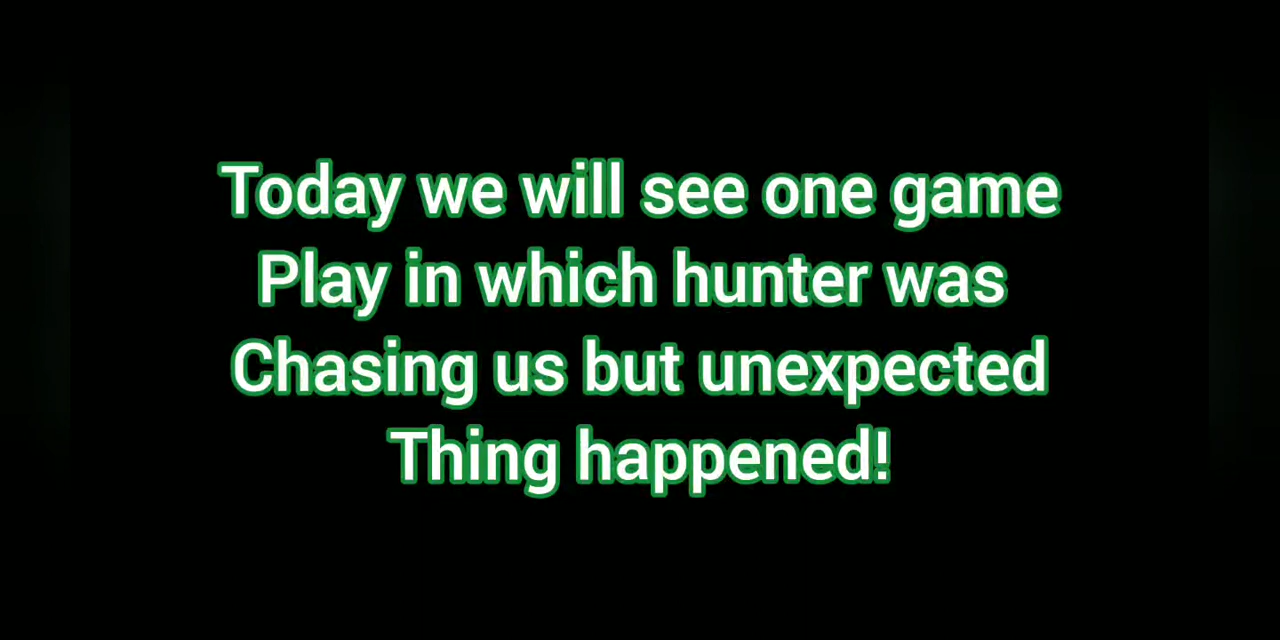 Today we will see one game
Play in which hunter was
Chasing us but unexpected
Thing happened!